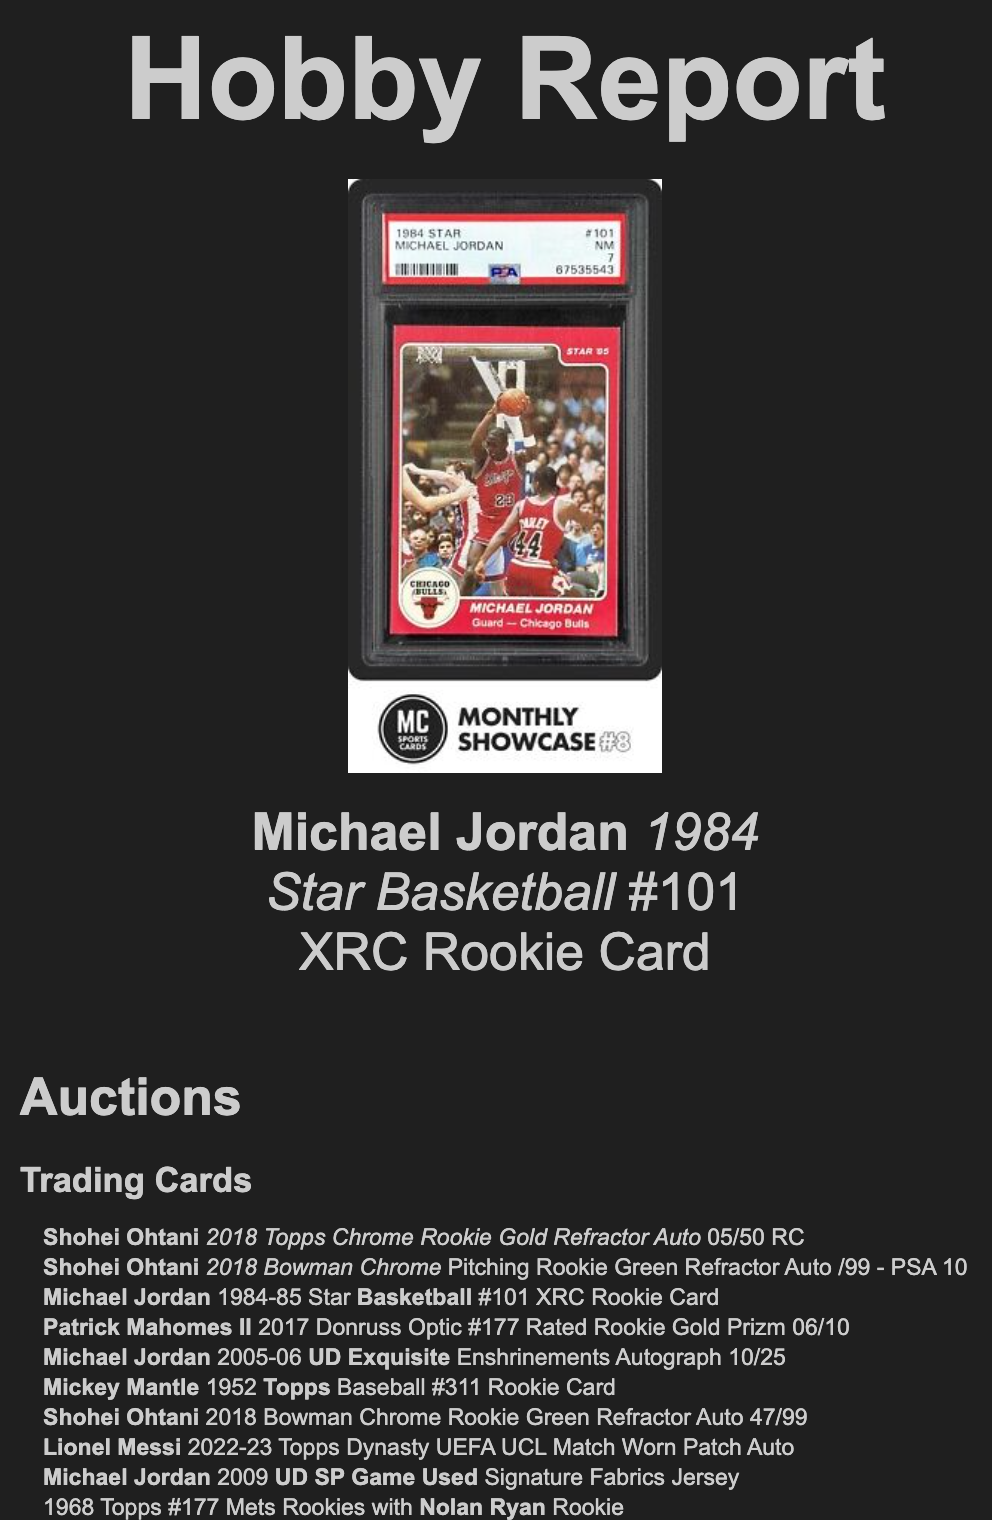 Hobby Report
1984 STAR #101
MICHAEL JORDAN NM
7
PSA 67535543
STAR '85
23
44
CHICAGO
BULLS
MICHAEL JORDAN
Guard — Chicago Bulls
MC
SPORTS
CARDS
MONTHLY
SHOWCASE #8
Michael Jordan 1984
Star Basketball #101
XRC Rookie Card
Auctions
Trading Cards
Shohei Ohtani 2018 Topps Chrome Rookie Gold Refractor Auto 05/50 RC
Shohei Ohtani 2018 Bowman Chrome Pitching Rookie Green Refractor Auto /99 - PSA 10
Michael Jordan 1984-85 Star Basketball #101 XRC Rookie Card
Patrick Mahomes II 2017 Donruss Optic #177 Rated Rookie Gold Prizm 06/10
Michael Jordan 2005-06 UD Exquisite Enshrinements Autograph 10/25
Mickey Mantle 1952 Topps Baseball #311 Rookie Card
Shohei Ohtani 2018 Bowman Chrome Rookie Green Refractor Auto 47/99
Lionel Messi 2022-23 Topps Dynasty UEFA UCL Match Worn Patch Auto
Michael Jordan 2009 UD SP Game Used Signature Fabrics Jersey
1968 Topps #177 Mets Rookies with Nolan Ryan Rookie